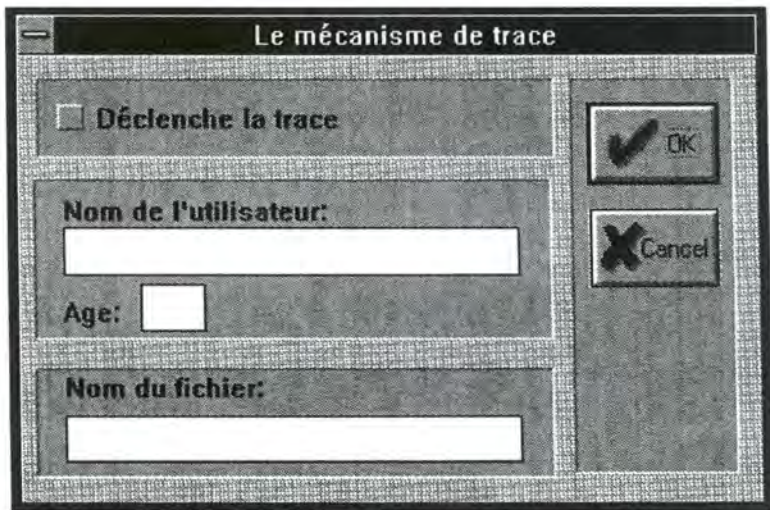 Le mécanisme de trace
Déclenche la trace
OK
Nom de l'utilisateur:
Cancel
Age:
Nom du fichier: